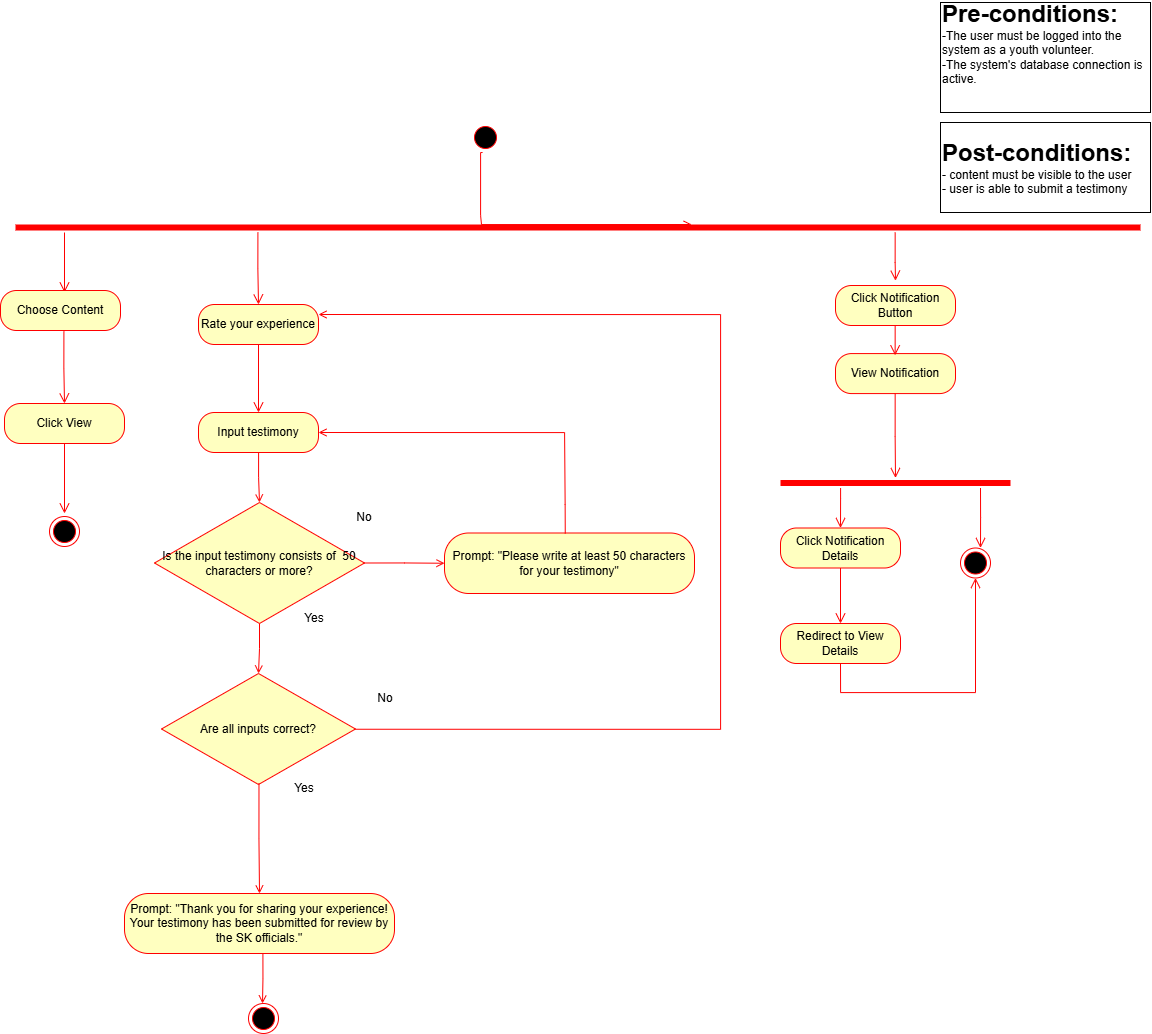 Pre-conditions:
-The user must be logged into the
system as a youth volunteer.
-The system's database connection is
active.
Post-conditions:
- content must be visible to the user
- user is able to submit a testimony
Choose Content
Click View
Rate your experience
Input testimony
Is the input testimony consists of  50
characters or more?
No
Prompt: "Please write at least 50 characters
for your testimony"
Yes
Are all inputs correct?
No
Yes
Prompt: "Thank you for sharing your experience!
Your testimony has been submitted for review by
the SK officials."
Click Notification
Button
View Notification
Click Notification
Details
Redirect to View
Details